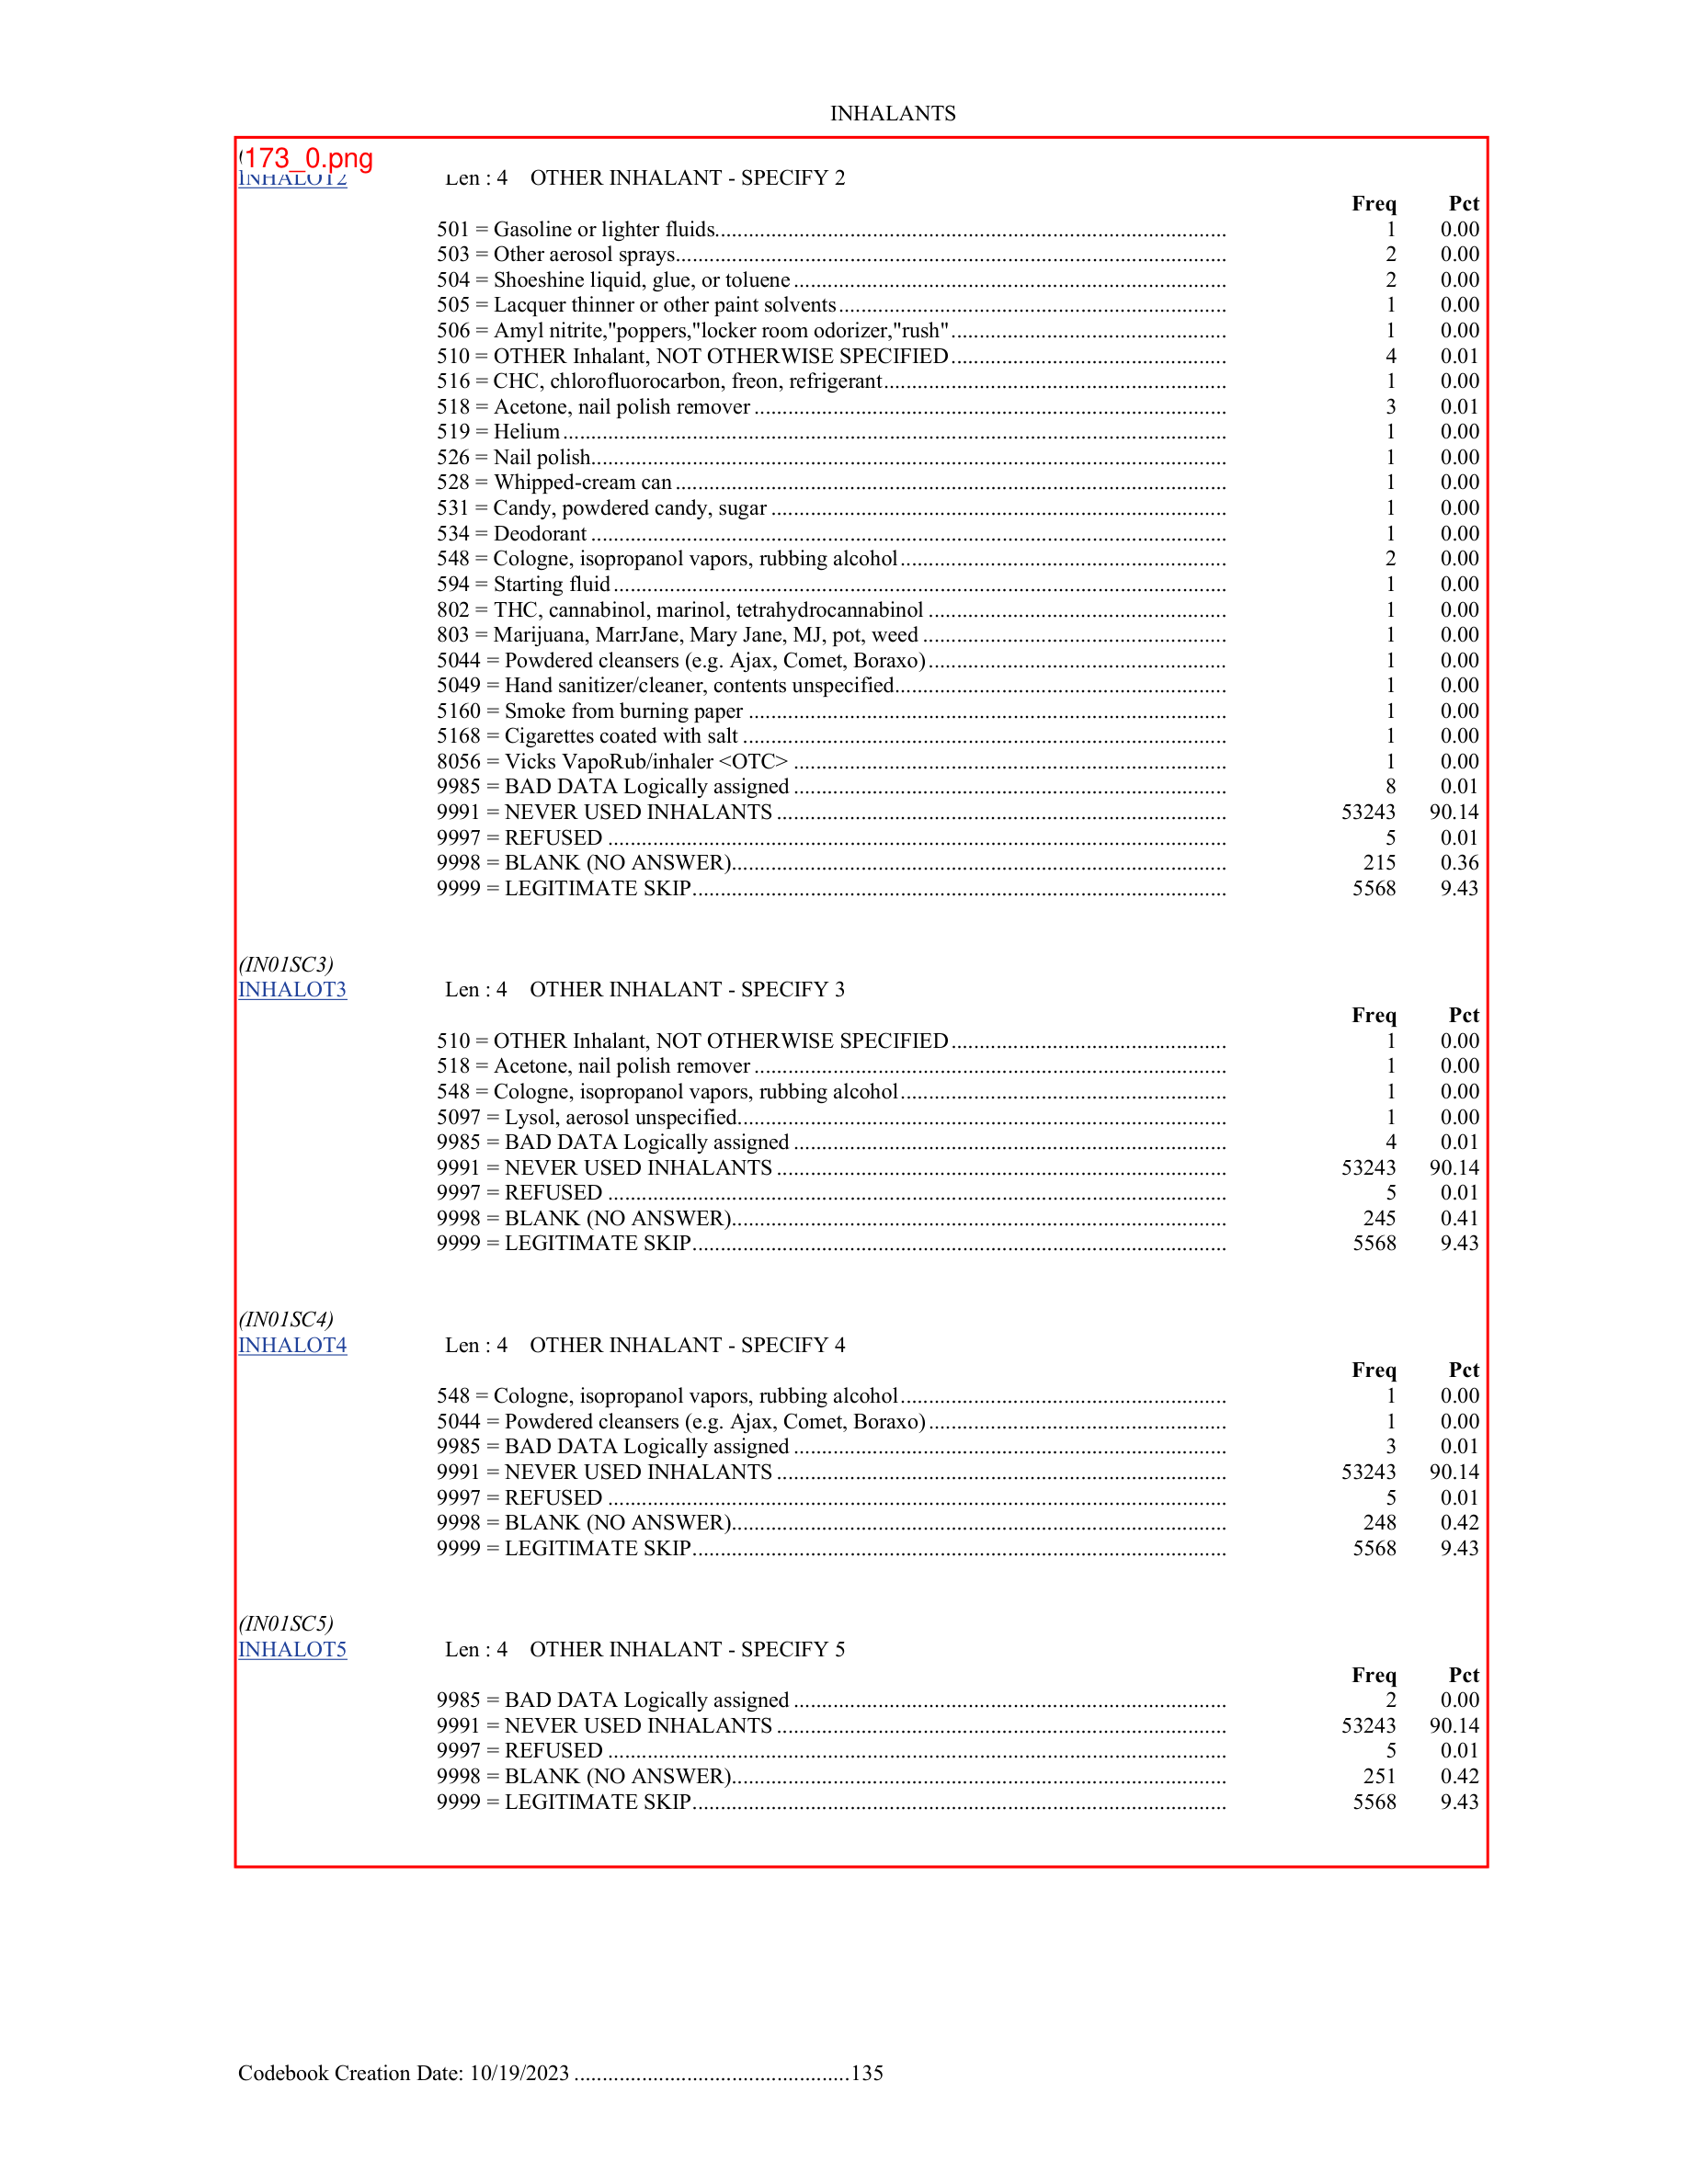 INHALANTS
173_0.png
INHALOT2 Len : 4 OTHER INHALANT - SPECIFY 2
Freq Pct
501 = Gasoline or lighter fluids........................................................................................... 1 0.00
503 = Other aerosol sprays.................................................................................................. 2 0.00
504 = Shoeshine liquid, glue, or toluene ............................................................................. 2 0.00
505 = Lacquer thinner or other paint solvents..................................................................... 1 0.00
506 = Amyl nitrite,"poppers,"locker room odorizer,"rush"................................................. 1 0.00
510 = OTHER Inhalant, NOT OTHERWISE SPECIFIED................................................. 4 0.01
516 = CHC, chlorofluorocarbon, freon, refrigerant............................................................. 1 0.00
518 = Acetone, nail polish remover .................................................................................... 3 0.01
519 = Helium...................................................................................................................... 1 0.00
526 = Nail polish................................................................................................................. 1 0.00
528 = Whipped-cream can .................................................................................................. 1 0.00
531 = Candy, powdered candy, sugar ................................................................................. 1 0.00
534 = Deodorant ................................................................................................................. 1 0.00
548 = Cologne, isopropanol vapors, rubbing alcohol.......................................................... 2 0.00
594 = Starting fluid............................................................................................................. 1 0.00
802 = THC, cannabinol, marinol, tetrahydrocannabinol ..................................................... 1 0.00
803 = Marijuana, MarrJane, Mary Jane, MJ, pot, weed ...................................................... 1 0.00
5044 = Powdered cleansers (e.g. Ajax, Comet, Boraxo)..................................................... 1 0.00
5049 = Hand sanitizer/cleaner, contents unspecified........................................................... 1 0.00
5160 = Smoke from burning paper ..................................................................................... 1 0.00
5168 = Cigarettes coated with salt ...................................................................................... 1 0.00
8056 = Vicks VapoRub/inhaler <OTC> ............................................................................. 1 0.00
9985 = BAD DATA Logically assigned ............................................................................. 8 0.01
9991 = NEVER USED INHALANTS ................................................................................ 53243 90.14
9997 = REFUSED .............................................................................................................. 5 0.01
9998 = BLANK (NO ANSWER)........................................................................................ 215 0.36
9999 = LEGITIMATE SKIP............................................................................................... 5568 9.43
(IN01SC3)
INHALOT3 Len : 4 OTHER INHALANT - SPECIFY 3
Freq Pct
510 = OTHER Inhalant, NOT OTHERWISE SPECIFIED................................................. 1 0.00
518 = Acetone, nail polish remover .................................................................................... 1 0.00
548 = Cologne, isopropanol vapors, rubbing alcohol.......................................................... 1 0.00
5097 = Lysol, aerosol unspecified....................................................................................... 1 0.00
9985 = BAD DATA Logically assigned ............................................................................. 4 0.01
9991 = NEVER USED INHALANTS ................................................................................ 53243 90.14
9997 = REFUSED .............................................................................................................. 5 0.01
9998 = BLANK (NO ANSWER)........................................................................................ 245 0.41
9999 = LEGITIMATE SKIP............................................................................................... 5568 9.43
(IN01SC4)
INHALOT4 Len : 4 OTHER INHALANT - SPECIFY 4
Freq Pct
548 = Cologne, isopropanol vapors, rubbing alcohol.......................................................... 1 0.00
5044 = Powdered cleansers (e.g. Ajax, Comet, Boraxo)..................................................... 1 0.00
9985 = BAD DATA Logically assigned ............................................................................. 3 0.01
9991 = NEVER USED INHALANTS ................................................................................ 53243 90.14
9997 = REFUSED .............................................................................................................. 5 0.01
9998 = BLANK (NO ANSWER)........................................................................................ 248 0.42
9999 = LEGITIMATE SKIP............................................................................................... 5568 9.43
(IN01SC5)
INHALOT5 Len : 4 OTHER INHALANT - SPECIFY 5
Freq Pct
9985 = BAD DATA Logically assigned ............................................................................. 2 0.00
9991 = NEVER USED INHALANTS ................................................................................ 53243 90.14
9997 = REFUSED .............................................................................................................. 5 0.01
9998 = BLANK (NO ANSWER)........................................................................................ 251 0.42
9999 = LEGITIMATE SKIP............................................................................................... 5568 9.43
Codebook Creation Date: 10/19/2023 .................................................135